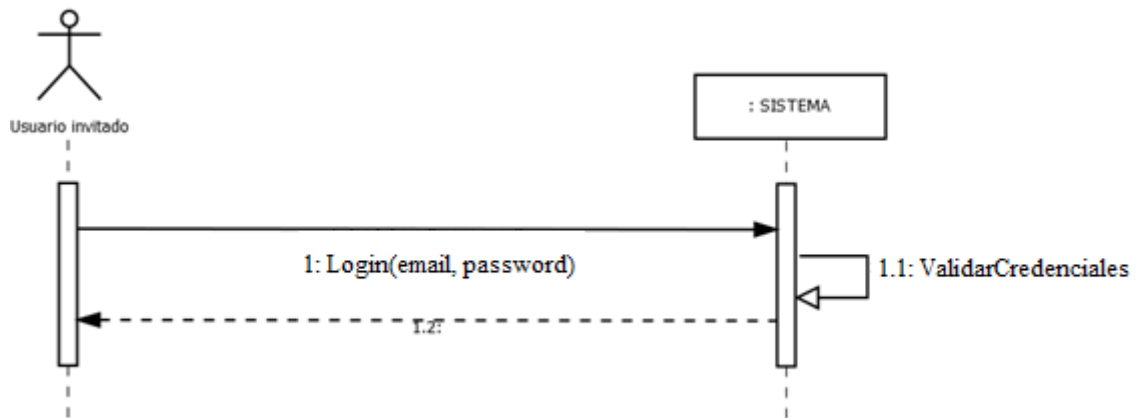 Usuario invitado
: SISTEMA
1: Login(email, password)
1.1: ValidarCredenciales
1.2: